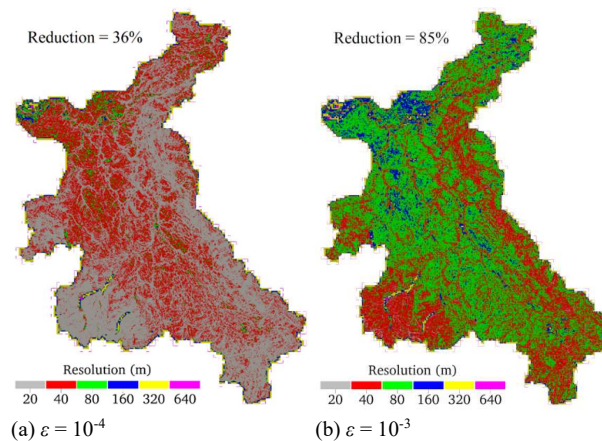 Reduction = 36%
Reduction = 85%
Resolution (m)
20 40 80 160 320 640
Resolution (m)
20 40 80 160 320 640
(a) ε = 10⁻⁴
(b) ε = 10⁻³